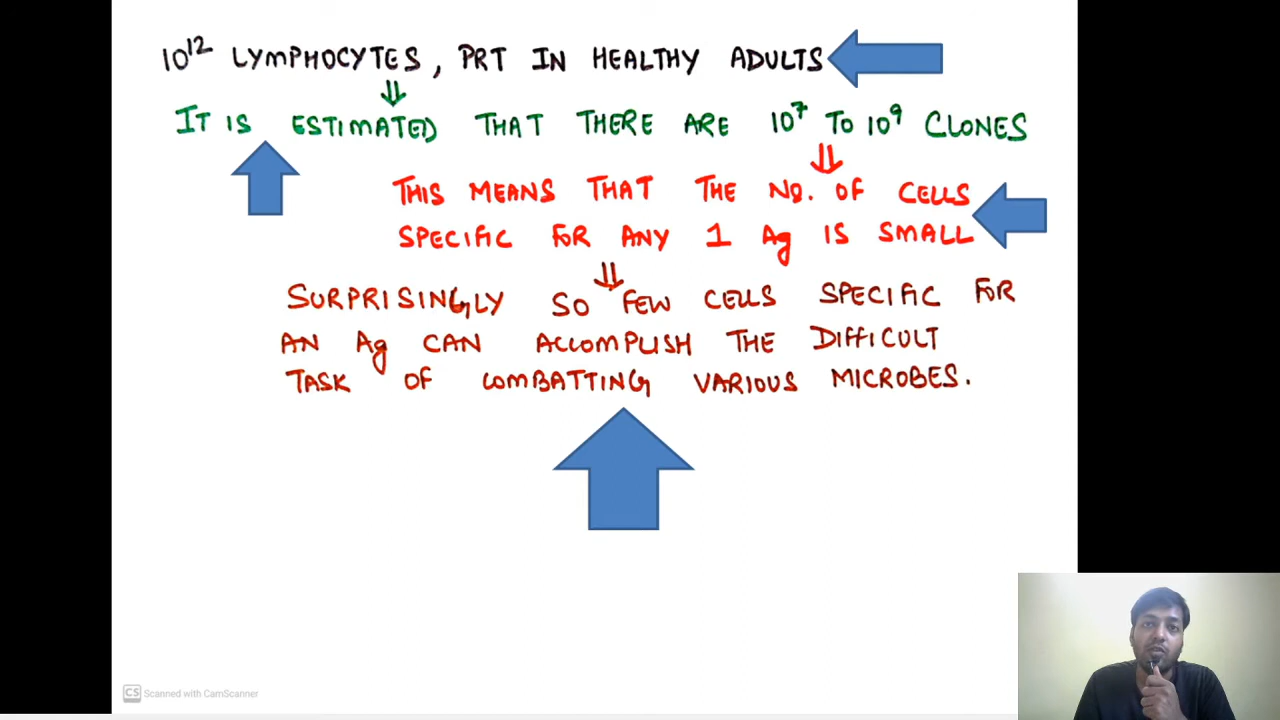 10¹² LYMPHOCYTES, PRT IN HEALTHY ADULTS
IT IS ESTIMATED THAT THERE ARE 10⁷ TO 10⁹ CLONES
THIS MEANS THAT THE NO. OF CELLS
SPECIFIC FOR ANY 1 Ag IS SMALL
SURPRISINGLY SO FEW CELLS SPECIFIC FOR
AN Ag CAN ACCOMPLISH THE DIFFICULT
TASK OF COMBATTING VARIOUS MICROBES.
CS Scanned with CamScanner